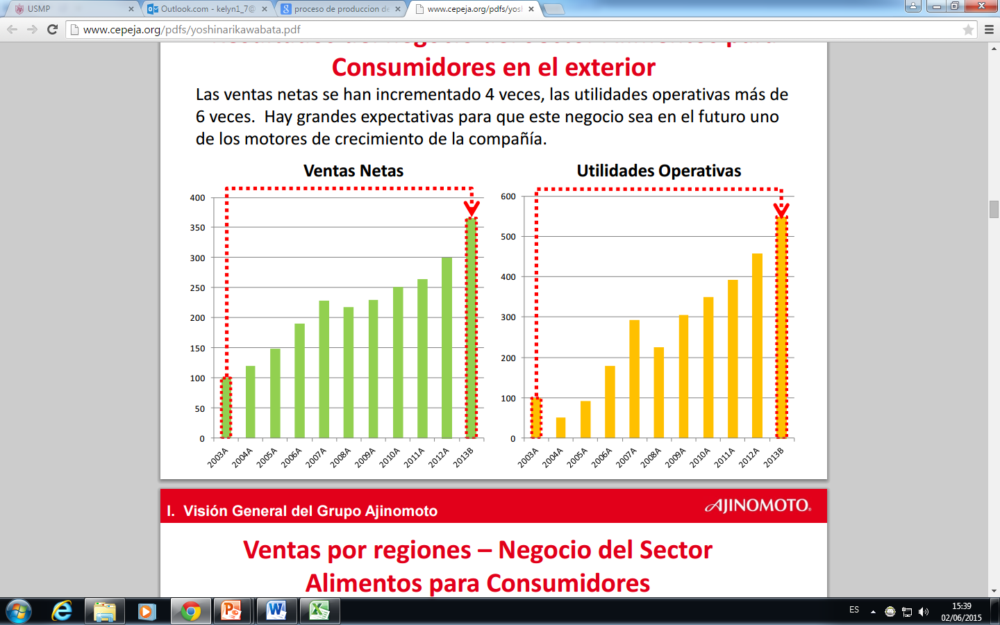 USMP
Outlook.com - kelyn1_7@
proceso de produccion de
www.cepeja.org/pdfs/yosh
www.cepeja.org/pdfs/yoshinarikawabata.pdf
Consumidores en el exterior
Las ventas netas se han incrementado 4 veces, las utilidades operativas más de
6 veces. Hay grandes expectativas para que este negocio sea en el futuro uno
de los motores de crecimiento de la compañía.
Ventas Netas
400
350
300
250
200
150
100
50
0
2003A 2004A 2005A 2006A 2007A 2008A 2009A 2010A 2011A 2012A 2013B
Utilidades Operativas
600
500
400
300
200
100
0
2003A 2004A 2005A 2006A 2007A 2008A 2009A 2010A 2011A 2012A 2013B
I. Visión General del Grupo Ajinomoto
AJINOMOTO®
Ventas por regiones – Negocio del Sector
Alimentos para Consumidores
ES
15:39
02/06/2015